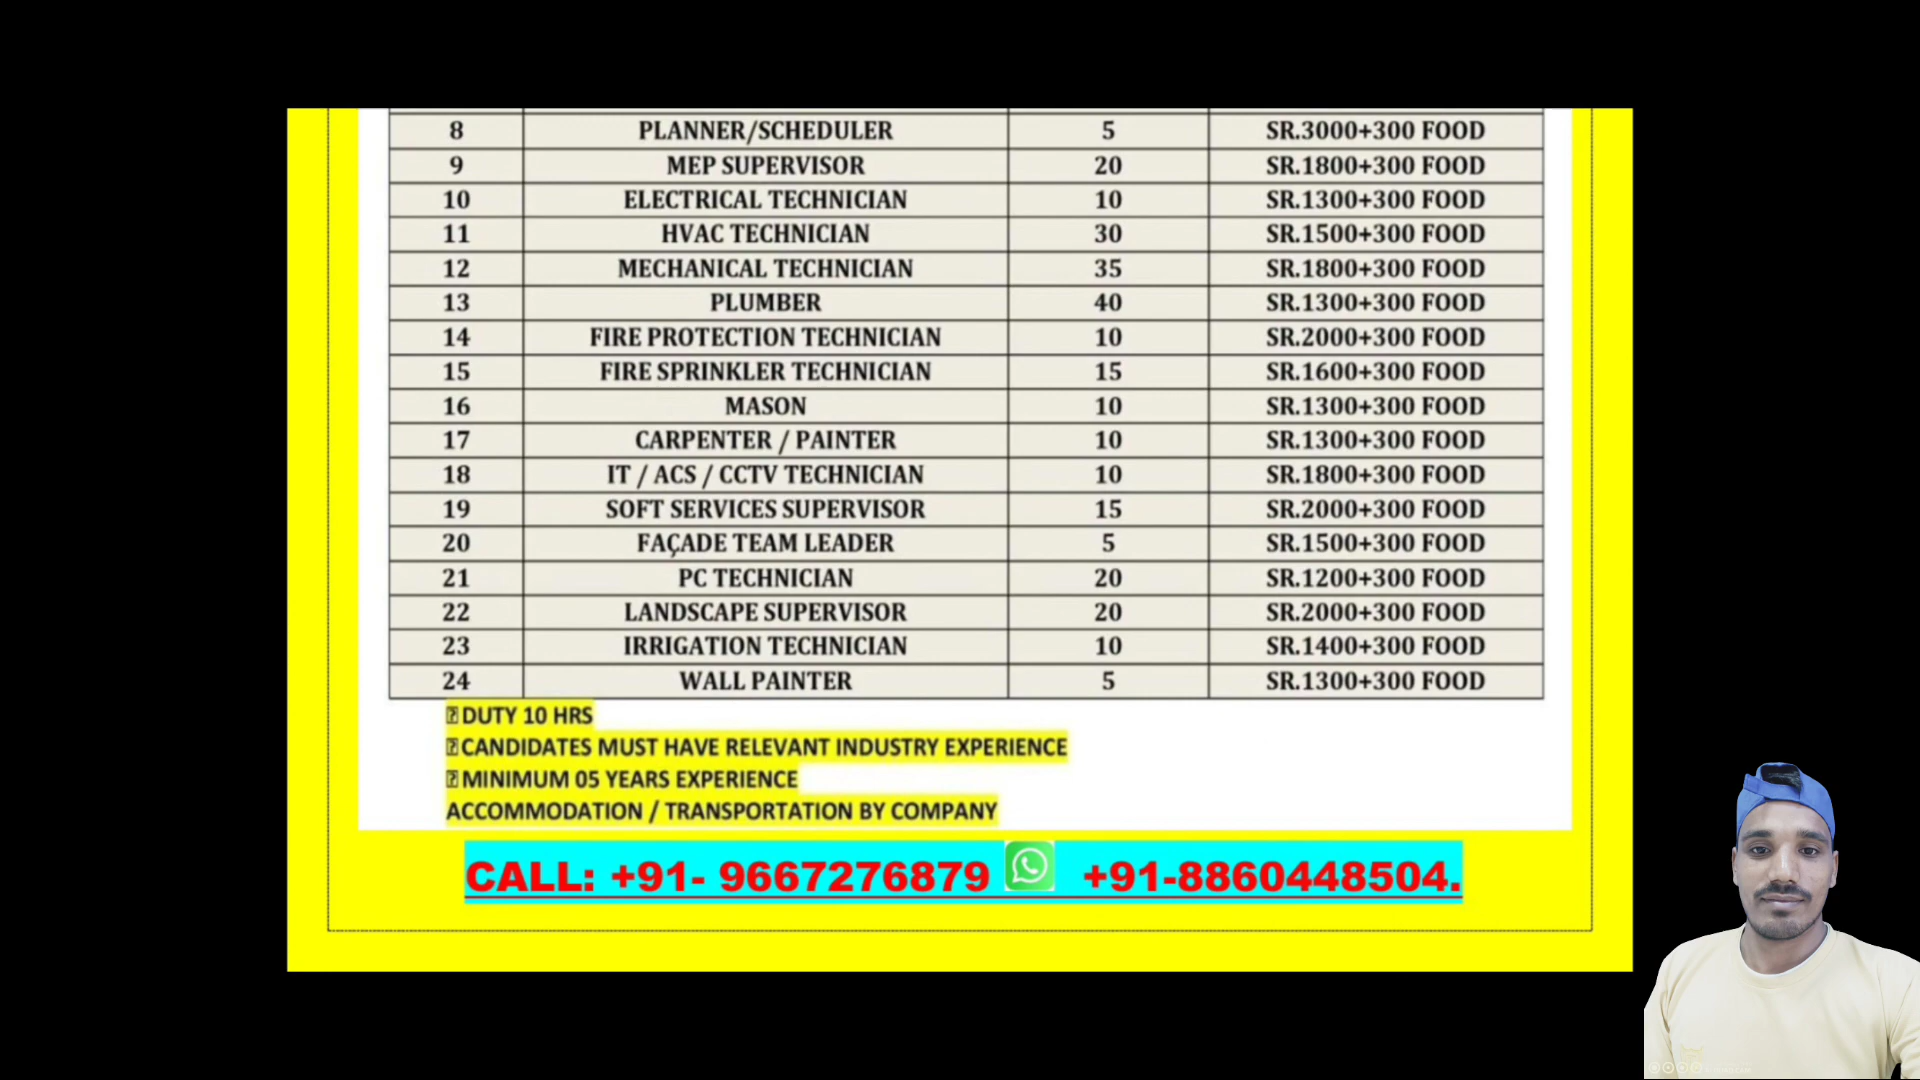 8 PLANNER/SCHEDULER 5 SR.3000+300 FOOD
9 MEP SUPERVISOR 20 SR.1800+300 FOOD
10 ELECTRICAL TECHNICIAN 10 SR.1300+300 FOOD
11 HVAC TECHNICIAN 30 SR.1500+300 FOOD
12 MECHANICAL TECHNICIAN 35 SR.1800+300 FOOD
13 PLUMBER 40 SR.1300+300 FOOD
14 FIRE PROTECTION TECHNICIAN 10 SR.2000+300 FOOD
15 FIRE SPRINKLER TECHNICIAN 15 SR.1600+300 FOOD
16 MASON 10 SR.1300+300 FOOD
17 CARPENTER / PAINTER 10 SR.1300+300 FOOD
18 IT / ACS / CCTV TECHNICIAN 10 SR.1800+300 FOOD
19 SOFT SERVICES SUPERVISOR 15 SR.2000+300 FOOD
20 FAÇADE TEAM LEADER 5 SR.1500+300 FOOD
21 PC TECHNICIAN 20 SR.1200+300 FOOD
22 LANDSCAPE SUPERVISOR 20 SR.2000+300 FOOD
23 IRRIGATION TECHNICIAN 10 SR.1400+300 FOOD
24 WALL PAINTER 5 SR.1300+300 FOOD
DUTY 10 HRS
CANDIDATES MUST HAVE RELEVANT INDUSTRY EXPERIENCE
MINIMUM 05 YEARS EXPERIENCE
ACCOMMODATION / TRANSPORTATION BY COMPANY
CALL: +91- 9667276879 +91-8860448504.